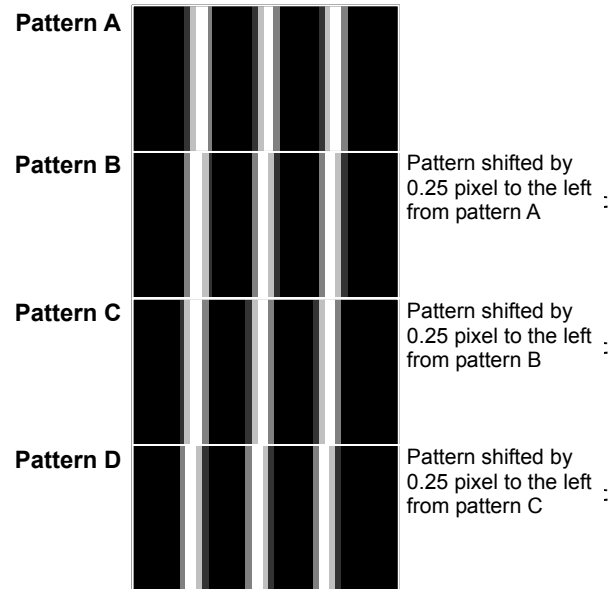 Pattern A
Pattern B
Pattern shifted by
0.25 pixel to the left
from pattern A
Pattern C
Pattern shifted by
0.25 pixel to the left
from pattern B
Pattern D
Pattern shifted by
0.25 pixel to the left
from pattern C